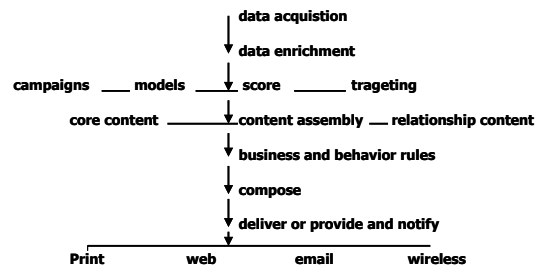 data acquistion
data enrichment
campaigns models score trageting
core content content assembly relationship content
business and behavior rules
compose
deliver or provide and notify
Print web email wireless